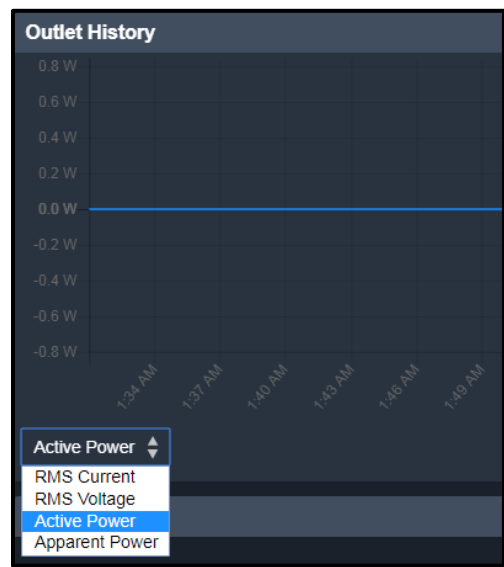 Outlet History
0.8 W
0.6 W
0.4 W
0.2 W
0.0 W
-0.2 W
-0.4 W
-0.6 W
-0.8 W
1:34 AM
1:37 AM
1:40 AM
1:43 AM
1:46 AM
1:49 AM
Active Power
RMS Current
RMS Voltage
Active Power
Apparent Power